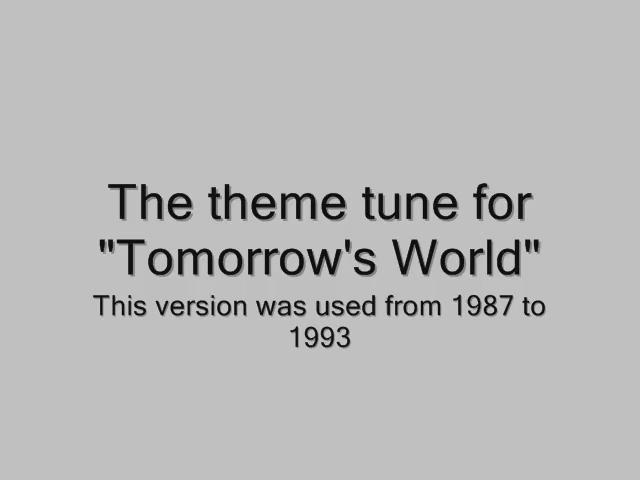 The theme tune for
"Tomorrow's World"
This version was used from 1987 to
1993